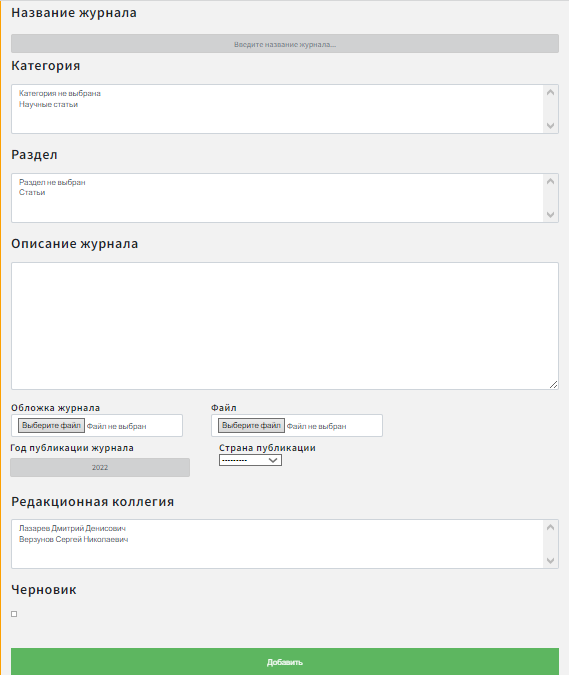 Название журнала
Введите название журнала...
Категория
Категория не выбрана
Научные статьи
Раздел
Раздел не выбран
Статьи
Описание журнала
Обложка журнала
Файл
Выберите файл Файл не выбран
Выберите файл Файл не выбран
Год публикации журнала
Страна публикации
2022
---------
Редакционная коллегия
Лазарев Дмитрий Денисович
Верзунов Сергей Николаевич
Черновик
Добавить